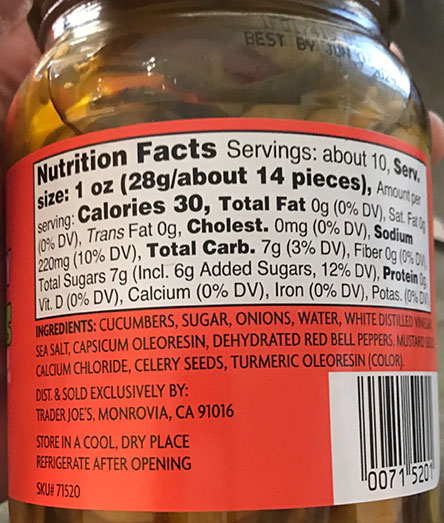 BEST BY JUN
Nutrition Facts Servings: about 10, Serv.
size: 1 oz (28g/about 14 pieces), Amount per
serving: Calories 30, Total Fat 0g (0% DV), Sat. Fat 0g
(0% DV), Trans Fat 0g, Cholest. 0mg (0% DV), Sodium
220mg (10% DV), Total Carb. 7g (3% DV), Fiber 0g (0% DV),
Total Sugars 7g (Incl. 6g Added Sugars, 12% DV), Protein 0g,
Vit. D (0% DV), Calcium (0% DV), Iron (0% DV), Potas. (0% DV)
INGREDIENTS: CUCUMBERS, SUGAR, ONIONS, WATER, WHITE DISTILLED VINEGAR,
SEA SALT, CAPSICUM OLEORESIN, DEHYDRATED RED BELL PEPPERS, MUSTARD
CALCIUM CHLORIDE, CELERY SEEDS, TURMERIC OLEORESIN (COLOR).
DIST. & SOLD EXCLUSIVELY BY:
TRADER JOE'S, MONROVIA, CA 91016
STORE IN A COOL, DRY PLACE
REFRIGERATE AFTER OPENING
SKU# 71520
0071 5201